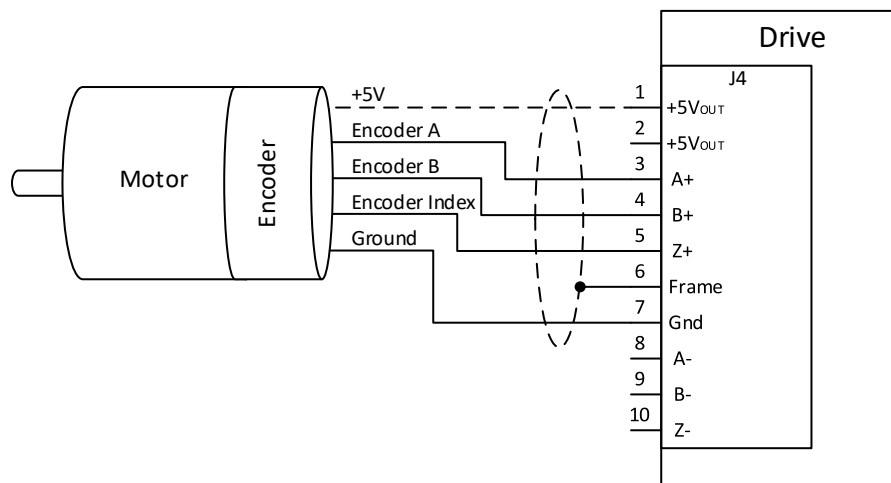 Drive
J4
Motor
Encoder
+5V
Encoder A
Encoder B
Encoder Index
Ground
1
+5VOUT
2
+5VOUT
3
A+
4
B+
5
Z+
6
Frame
7
Gnd
8
A-
9
B-
10
Z-